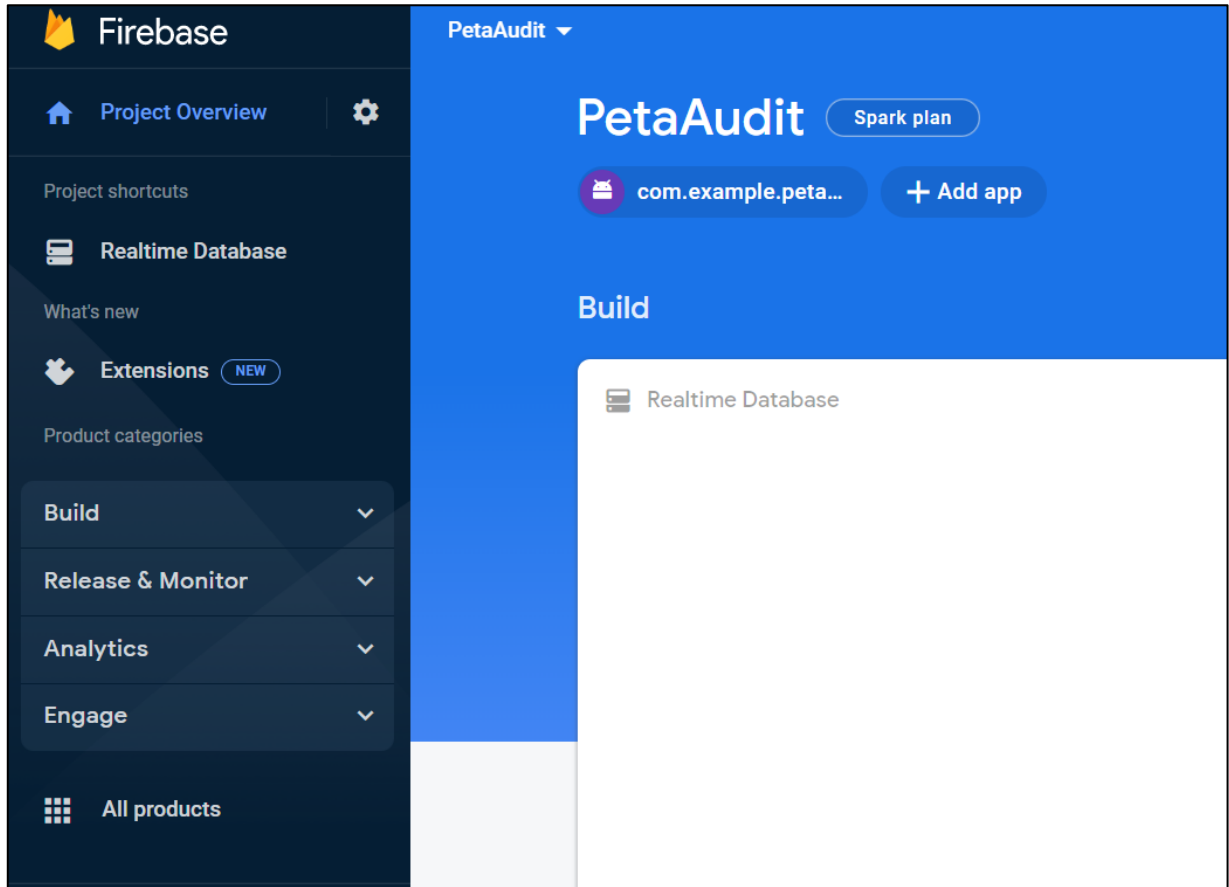 Firebase
Project Overview
Project shortcuts
Realtime Database
What's new
Extensions NEW
Product categories
Build
Release & Monitor
Analytics
Engage
All products
PetaAudit
PetaAudit Spark plan
com.example.peta... + Add app
Build
Realtime Database